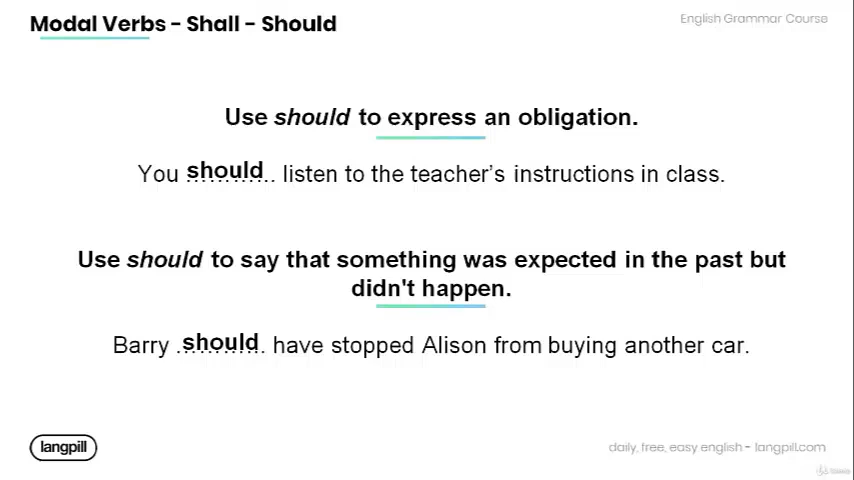 Modal Verbs - Shall - Should
English Grammar Course
Use should to express an obligation.
You should listen to the teacher’s instructions in class.
Use should to say that something was expected in the past but
didn't happen.
Barry should have stopped Alison from buying another car.
langpill
daily, free, easy english - langpill.com